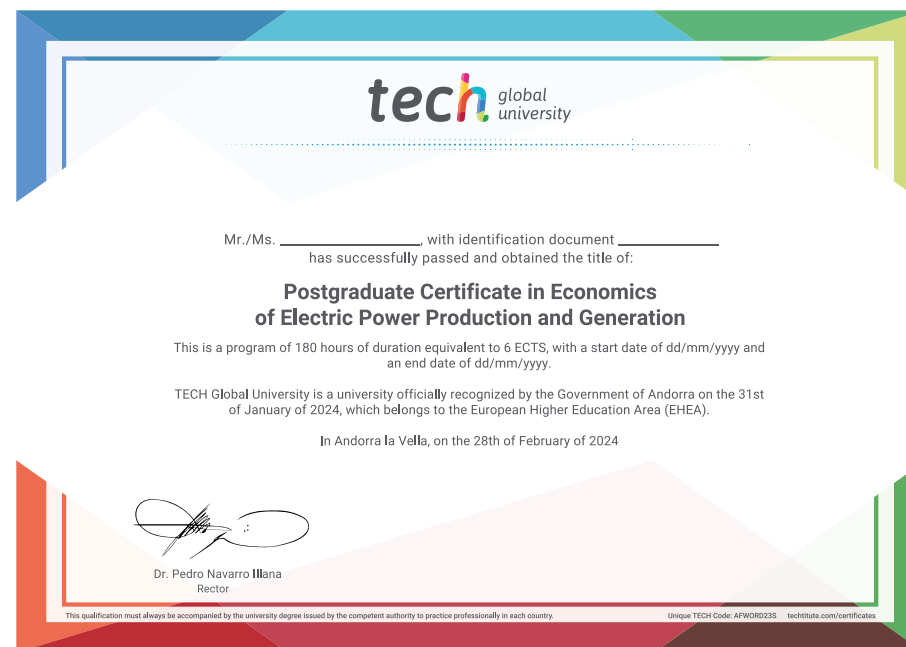 tech global
university
Mr./Ms. ____________, with identification document ____________
has successfully passed and obtained the title of:
Postgraduate Certificate in Economics
of Electric Power Production and Generation
This is a program of 180 hours of duration equivalent to 6 ECTS, with a start date of dd/mm/yyyy and
an end date of dd/mm/yyyy.
TECH Global University is a university officially recognized by the Government of Andorra on the 31st
of January of 2024, which belongs to the European Higher Education Area (EHEA).
In Andorra la Vella, on the 28th of February of 2024
Dr. Pedro Navarro Illana
Rector
This qualification must always be accompanied by the university degree issued by the competent authority to practice professionally in each country.
Unique TECH Code: AFWORD23S techtitute.com/certificates